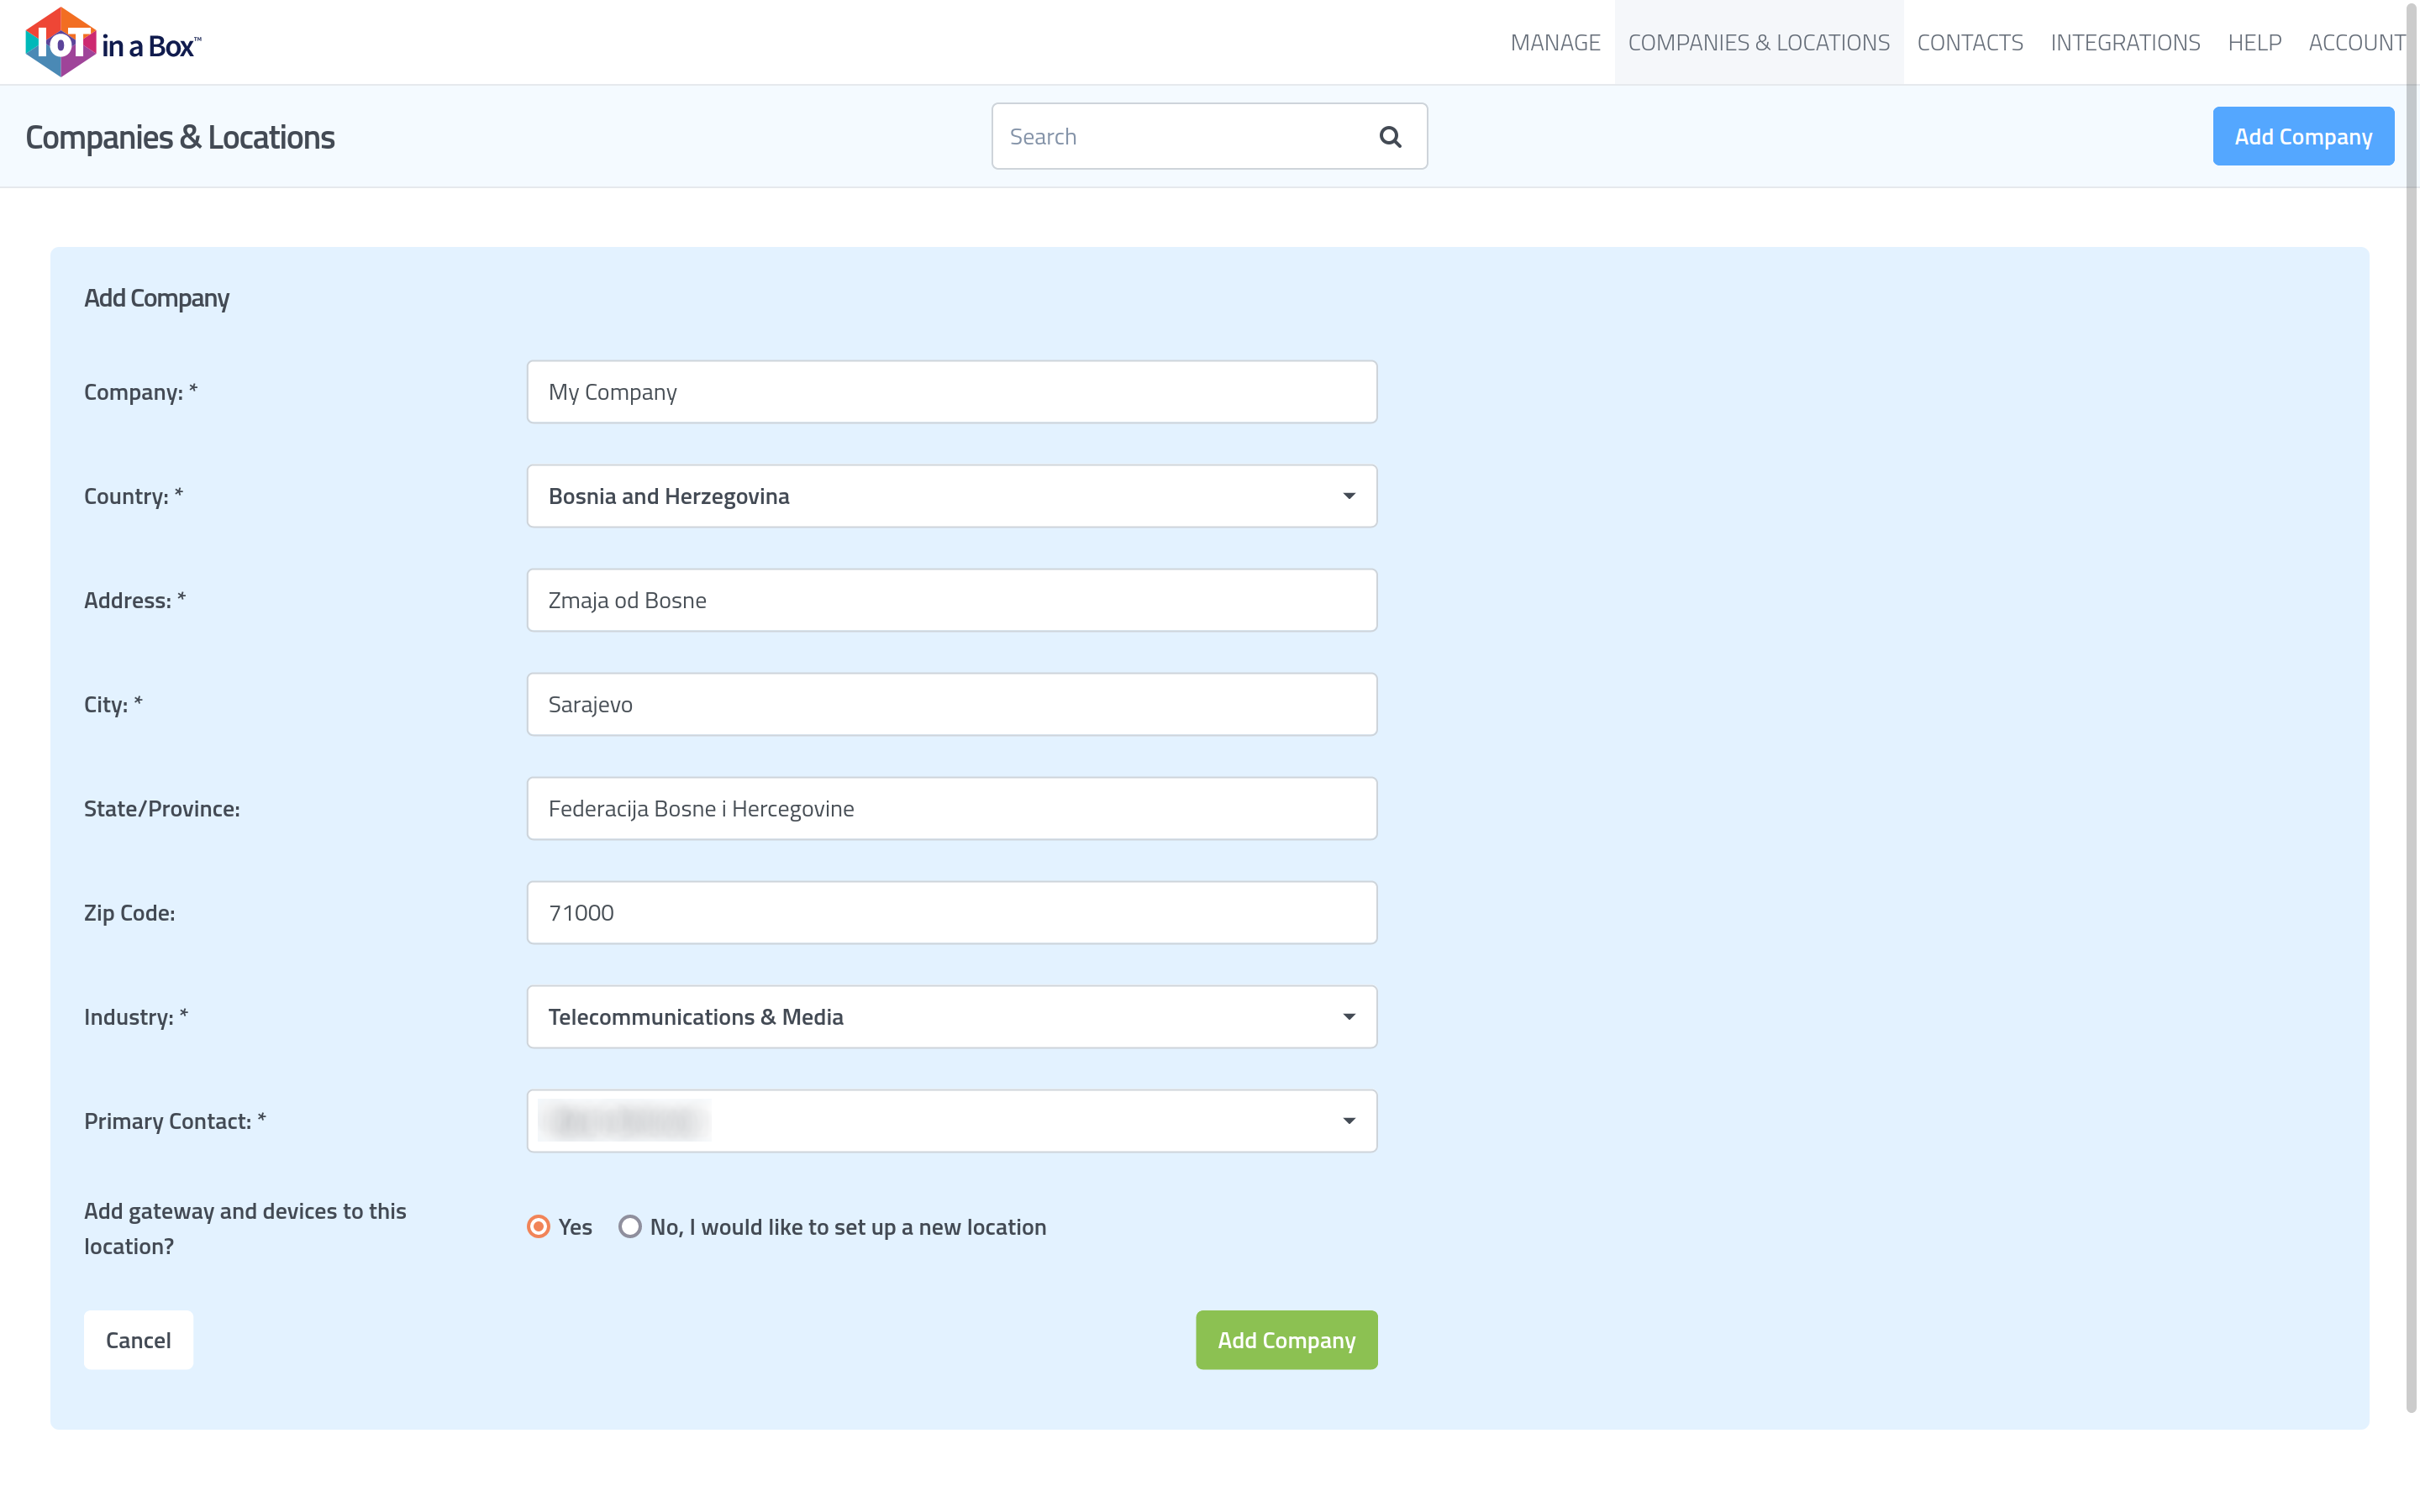 IoT in a Box™
MANAGE COMPANIES & LOCATIONS CONTACTS INTEGRATIONS HELP ACCOUNT
Companies & Locations
Search
Add Company
Add Company
Company: *
My Company
Country: *
Bosnia and Herzegovina
Address: *
Zmaja od Bosne
City: *
Sarajevo
State/Province:
Federacija Bosne i Hercegovine
Zip Code:
71000
Industry: *
Telecommunications & Media
Primary Contact: *
Add gateway and devices to this
location?
Yes
No, I would like to set up a new location
Cancel
Add Company